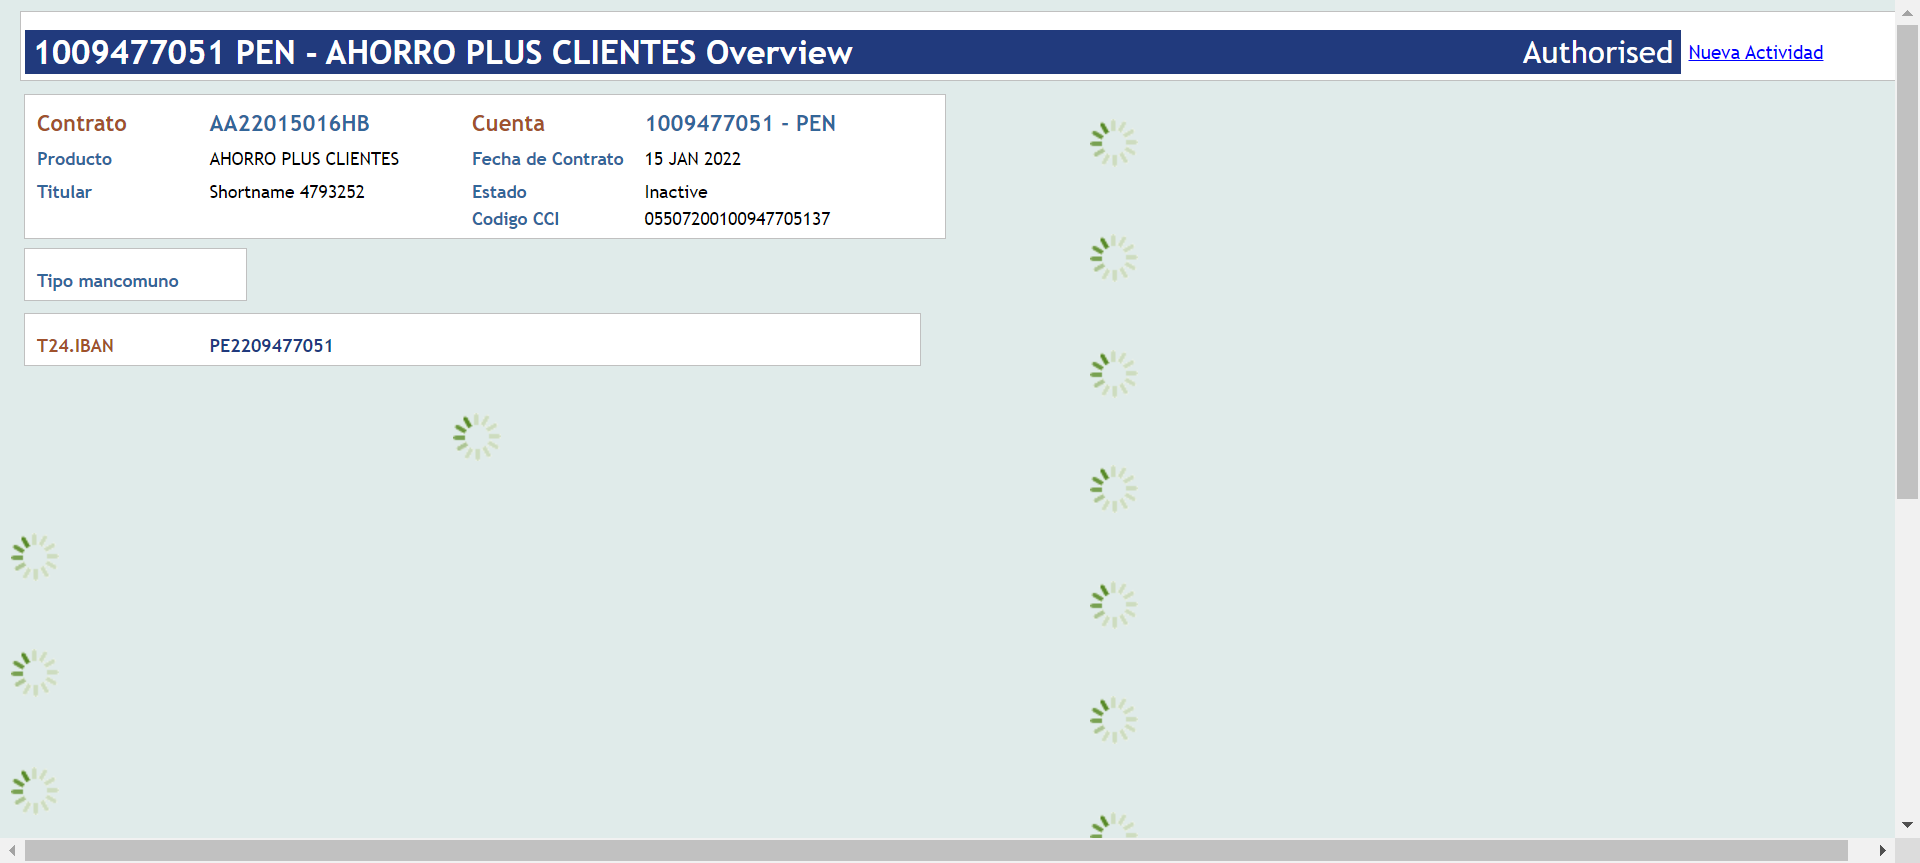 1009477051 PEN - AHORRO PLUS CLIENTES Overview Authorised Nueva Actividad
Contrato AA22015016HB Cuenta 1009477051 - PEN
Producto AHORRO PLUS CLIENTES Fecha de Contrato 15 JAN 2022
Titular Shortname 4793252 Estado Inactive
Codigo CCI 05507200100947705137
Tipo mancomuno
T24.IBAN PE2209477051